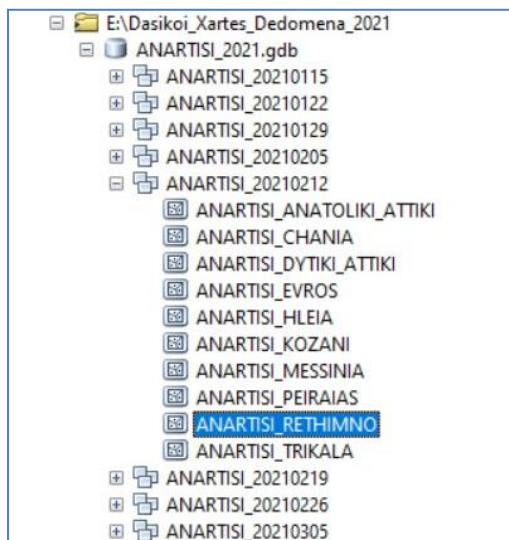 E:\Dasikoi_Xartes_Dedomena_2021
ANARTISI_2021.gdb
ANARTISI_20210115
ANARTISI_20210122
ANARTISI_20210129
ANARTISI_20210205
ANARTISI_20210212
ANARTISI_ANATOLIKI_ATTIKI
ANARTISI_CHANIA
ANARTISI_DYTIKI_ATTIKI
ANARTISI_EVROS
ANARTISI_HLEIA
ANARTISI_KOZANI
ANARTISI_MESSINIA
ANARTISI_PEIRAIAS
ANARTISI_RETHIMNO
ANARTISI_TRIKALA
ANARTISI_20210219
ANARTISI_20210226
ANARTISI_20210305